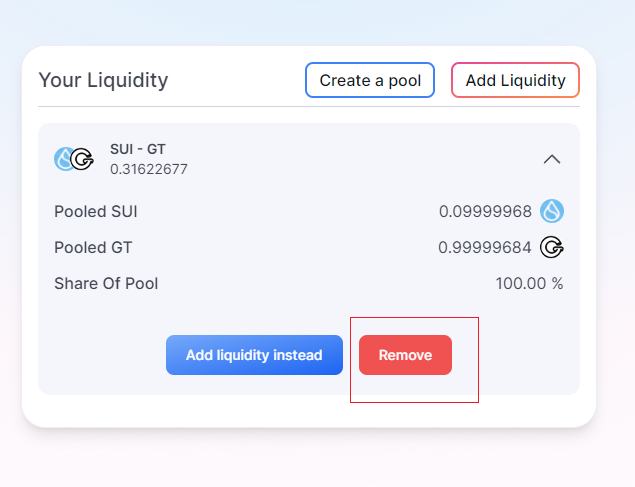 Your Liquidity
Create a pool
Add Liquidity
SUI - GT
0.31622677
Pooled SUI
0.09999968
Pooled GT
0.99999684
Share Of Pool
100.00 %
Add liquidity instead
Remove